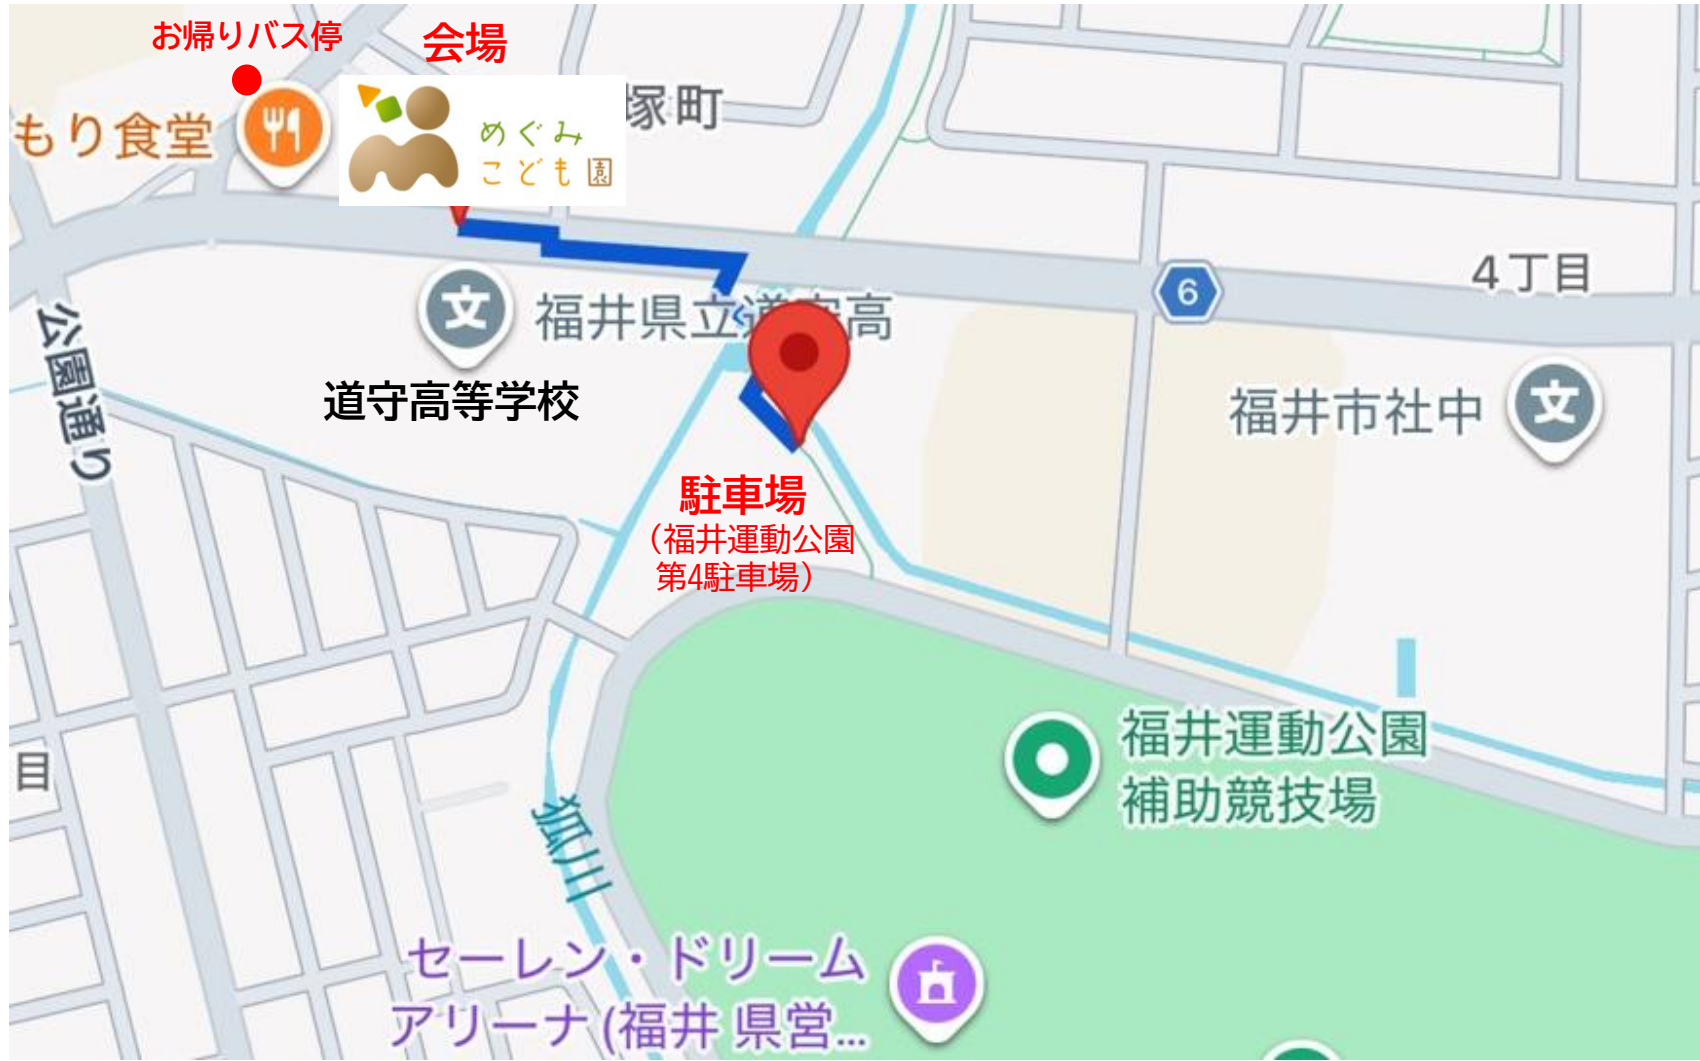 お帰りバス停
会場
もり食堂
めぐみ
こども園
塚町
4丁目
6
文
福井県立道守高
道守高等学校
公園通り
福井市社中
文
駐車場
（福井運動公園
第4駐車場）
目
福井運動公園
補助競技場
狐川
セーレン・ドリーム
アリーナ(福井県営...